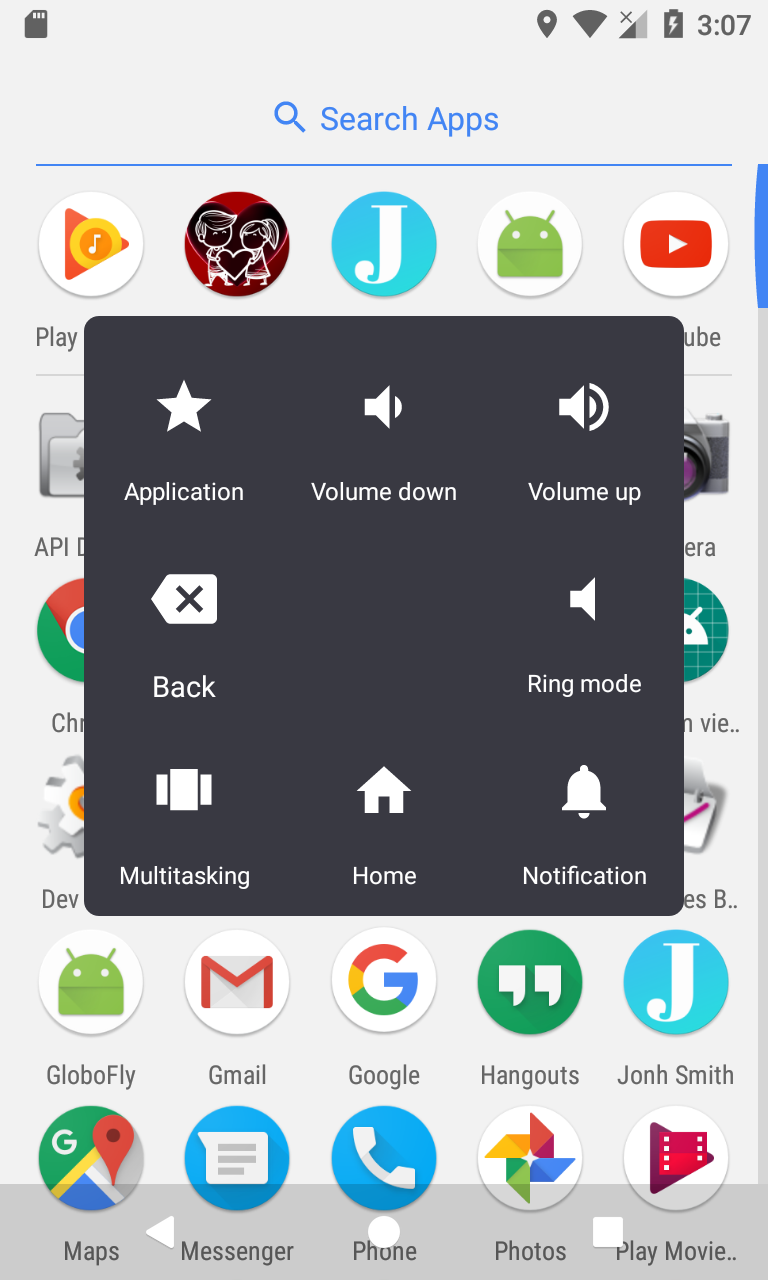 3:07
Search Apps
Play
ube
Application
Volume down
Volume up
API D
era
Back
Ring mode
Chr
n vie..
Multitasking
Home
Notification
Dev
es B..
GloboFly
Gmail
Google
Hangouts
Jonh Smith
Maps
Messenger
Phone
Photos
Play Movie..